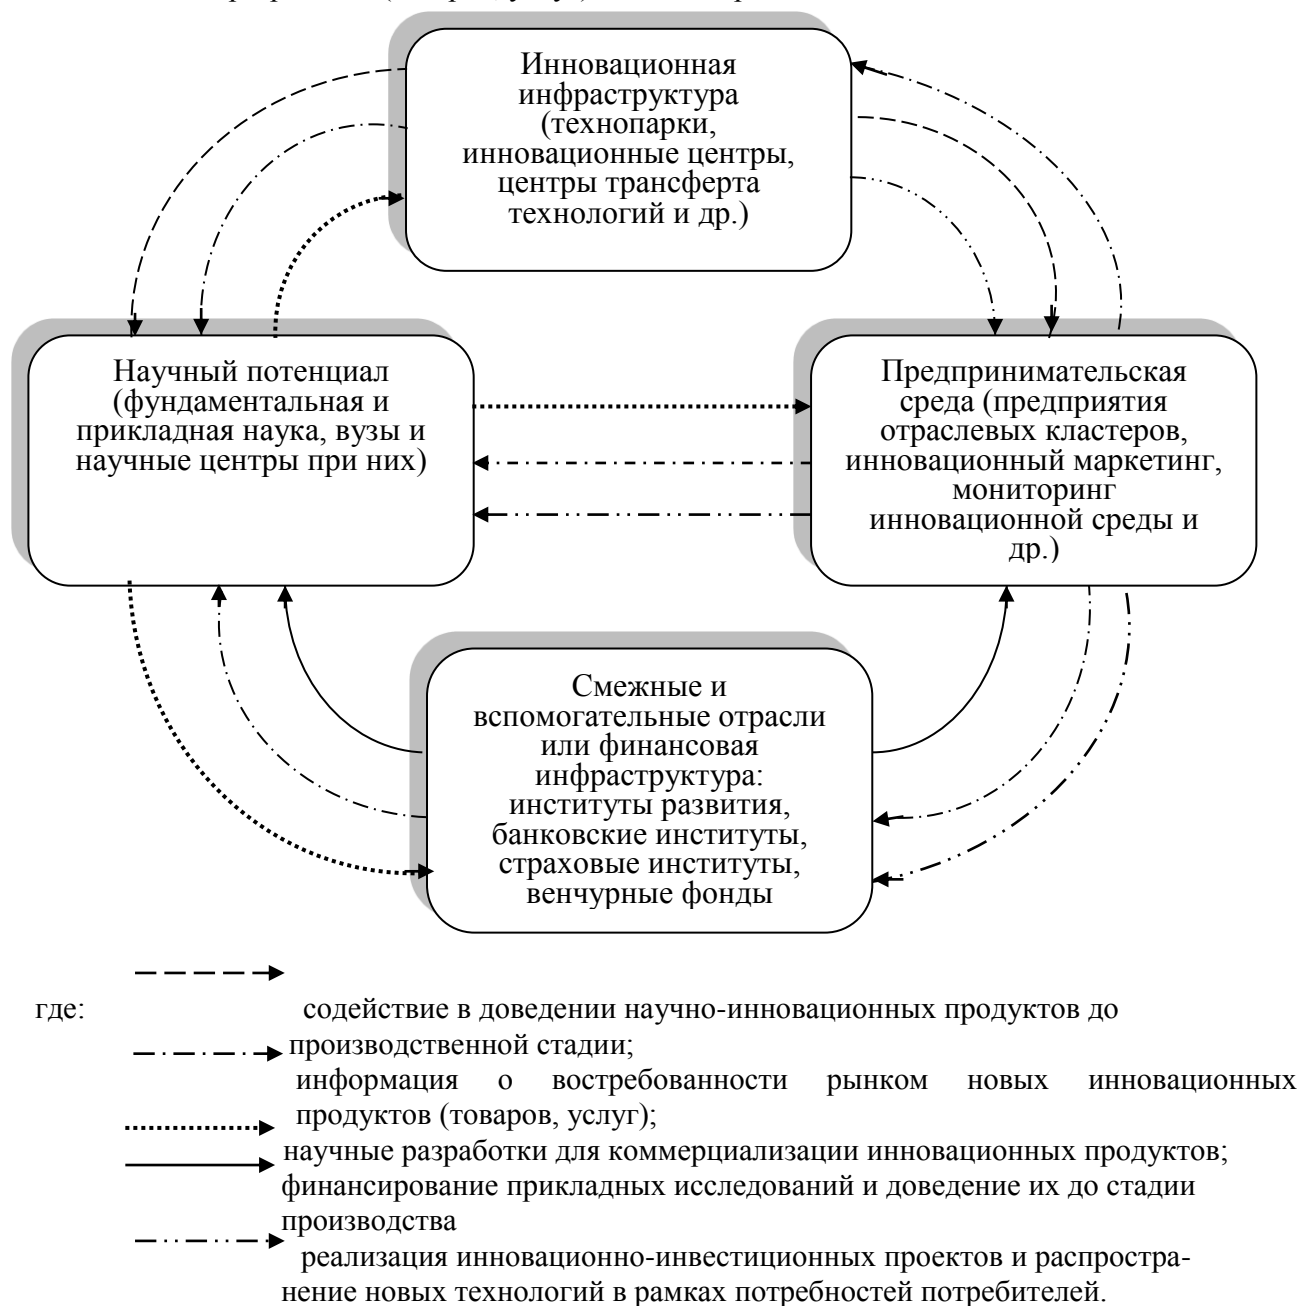 Инновационная
инфраструктура
(технопарки,
инновационные центры,
центры трансферта
технологий и др.)
Научный потенциал
(фундаментальная и
прикладная наука, вузы и
научные центры при них)
Предпринимательская
среда (предприятия
отраслевых кластеров,
инновационный маркетинг,
мониторинг
инновационной среды и
др.)
Смежные и
вспомогательные отрасли
или финансовая
инфраструктура:
институты развития,
банковские институты,
страховые институты,
венчурные фонды
где: содействие в доведении научно-инновационных продуктов до
производственной стадии;
информация о востребованности рынком новых инновационных
продуктов (товаров, услуг);
научные разработки для коммерциализации инновационных продуктов;
финансирование прикладных исследований и доведение их до стадии
производства
реализация инновационно-инвестиционных проектов и распростра-
нение новых технологий в рамках потребностей потребителей.